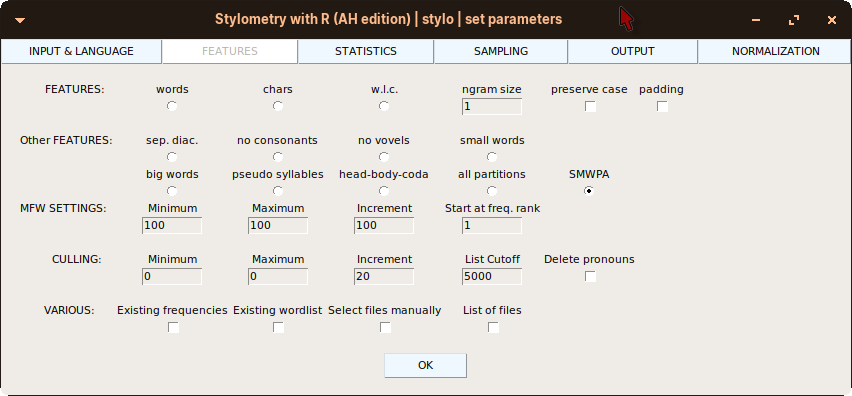 Stylometry with R (AH edition) | stylo | set parameters
INPUT & LANGUAGE FEATURES STATISTICS SAMPLING OUTPUT NORMALIZATION
FEATURES: words chars w.l.c. ngram size preserve case padding
1
Other FEATURES: sep. diac. no consonants no vovels small words
big words pseudo syllables head-body-coda all partitions SMWPA
MFW SETTINGS: Minimum Maximum Increment Start at freq. rank
100 100 100 1
CULLING: Minimum Maximum Increment List Cutoff Delete pronouns
0 0 20 5000
VARIOUS: Existing frequencies Existing wordlist Select files manually List of files
OK